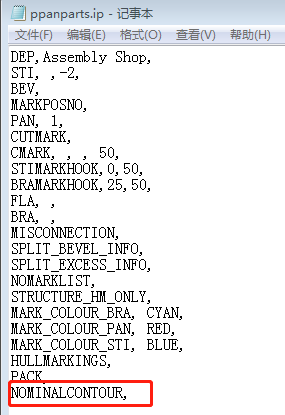 ppanparts.ip - 记事本
文件(F) 编辑(E) 格式(O) 查看(V) 帮助(H)
DEP,Assembly Shop,
STI, ,-2,
BEV,
MARKPOSNO,
PAN, 1,
CUTMARK,
CMARK, , , 50,
STIMARKHOOK,0,50,
BRAMARKHOOK,25,50,
FLA, ,
BRA, ,
MISCONNECTION,
SPLIT_BEVEL_INFO,
SPLIT_EXCESS_INFO,
NOMARKLIST,
STRUCTURE_HM_ONLY,
MARK_COLOUR_BRA, CYAN,
MARK_COLOUR_PAN, RED,
MARK_COLOUR_STI, BLUE,
HULLMARKINGS,
PACK,
NOMINALCONTOUR,